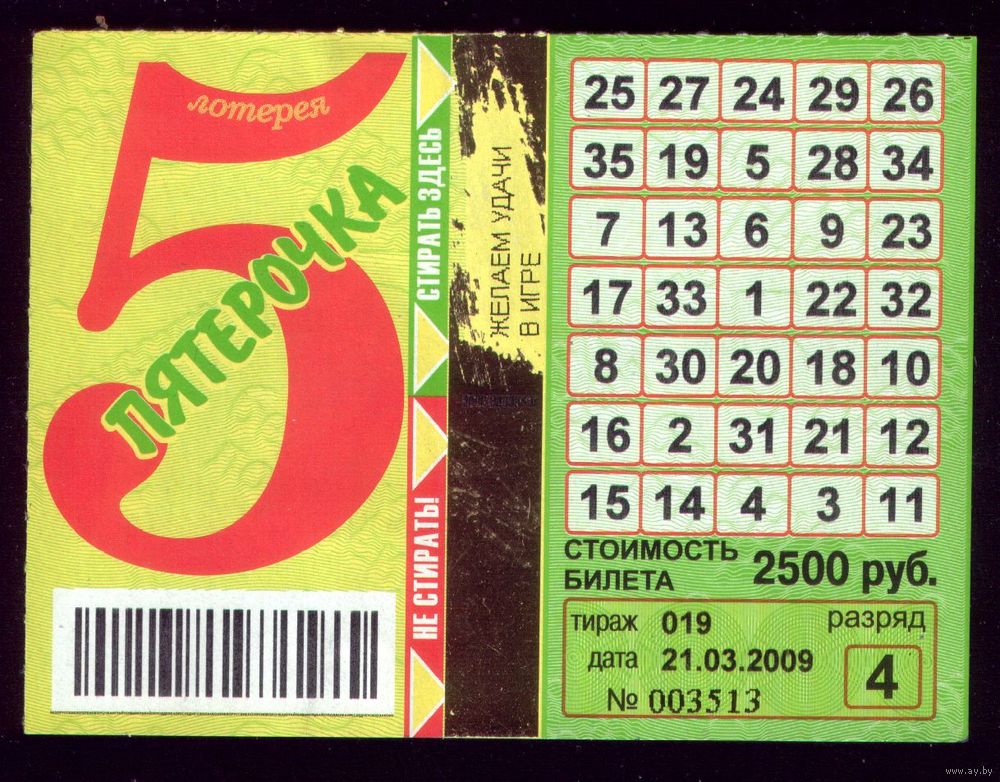 лотерея
5
ПЯТЕРОЧКА
СТИРАТЬ ЗДЕСЬ
НЕ СТИРАТЬ!
ЖЕЛАЕМ УДАЧИ
В ИГРЕ
25 27 24 29 26
35 19 5 28 34
7 13 6 9 23
17 33 1 22 32
8 30 20 18 10
16 2 31 21 12
15 14 4 3 11
СТОИМОСТЬ
БИЛЕТА 2500 руб.
тираж 019 разряд
дата 21.03.2009 4
№ 003513
www.ay.by